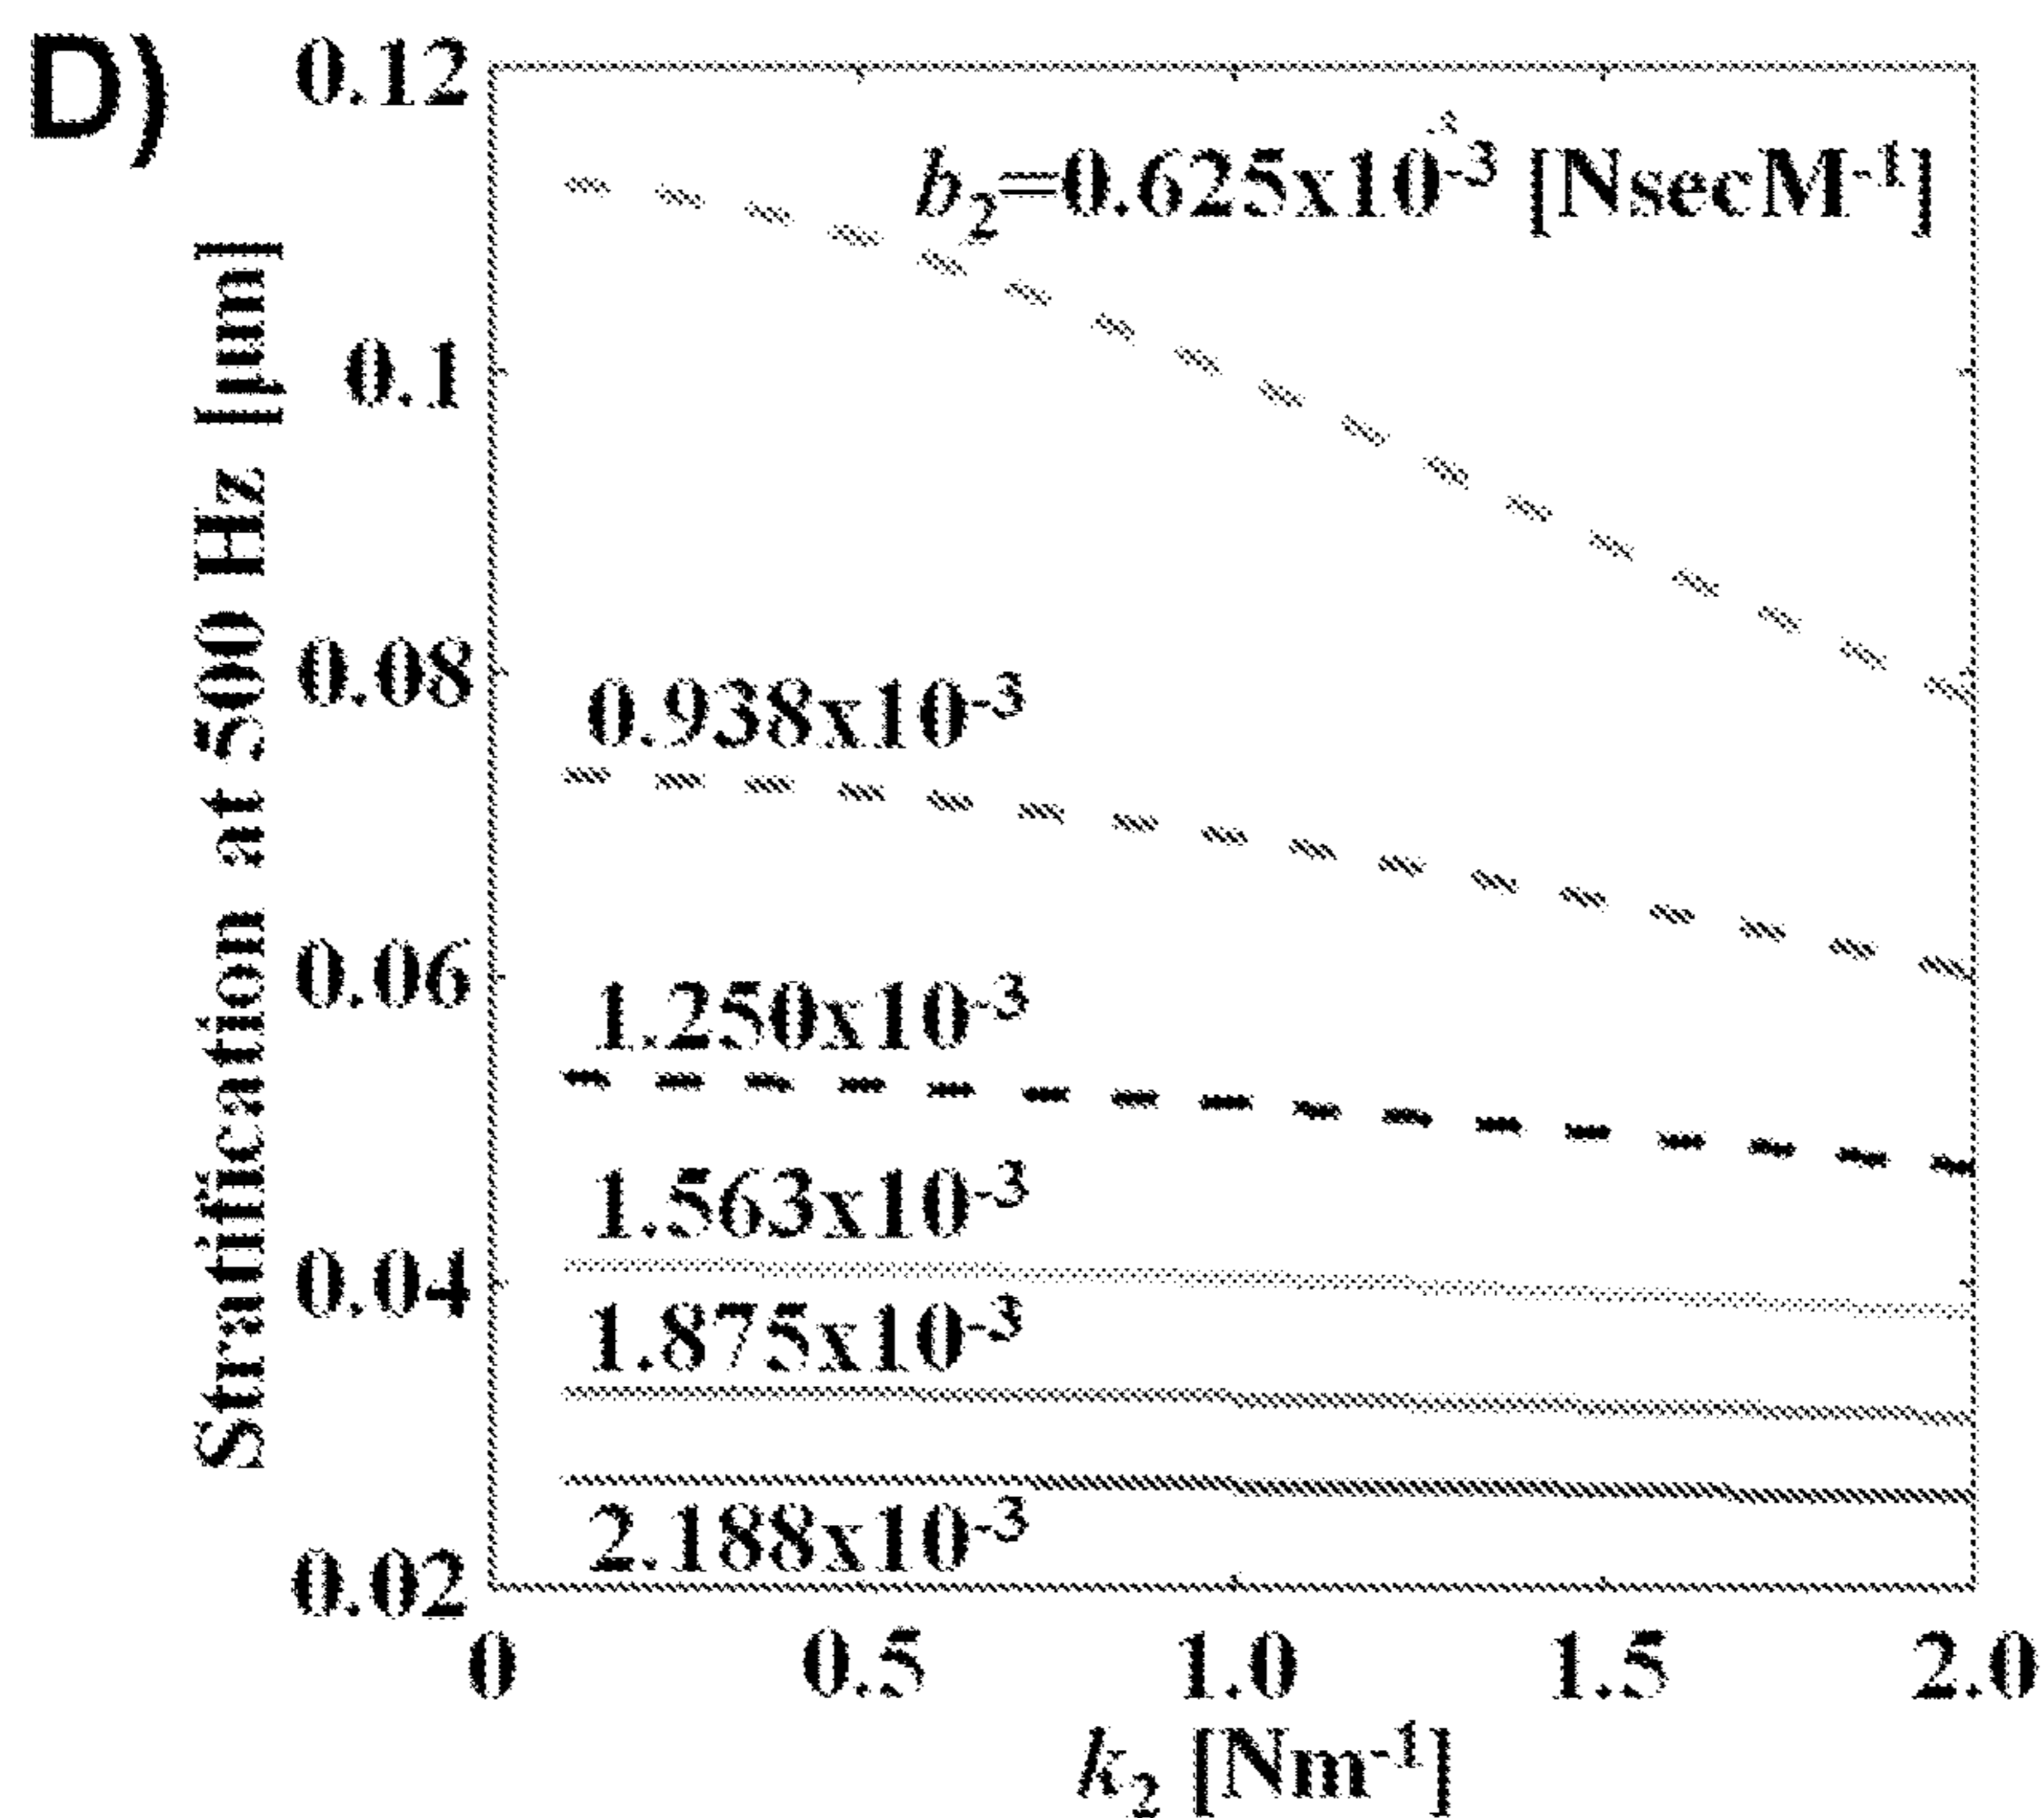 D)
Stratification at 500 Hz [µm]
0.12
0.1
0.08
0.06
0.04
0.02
b₂=0.625x10⁻³ [NsecM⁻¹]
0.938x10⁻³
1.250x10⁻³
1.563x10⁻³
1.875x10⁻³
2.188x10⁻³
0 0.5 1.0 1.5 2.0
k₂ [Nm⁻¹]